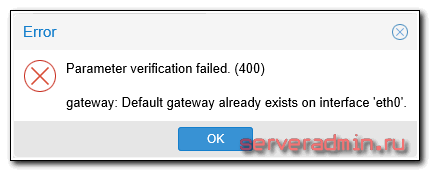 Error
Parameter verification failed. (400)
gateway: Default gateway already exists on interface 'eth0'.
OK
serveradmin.ru